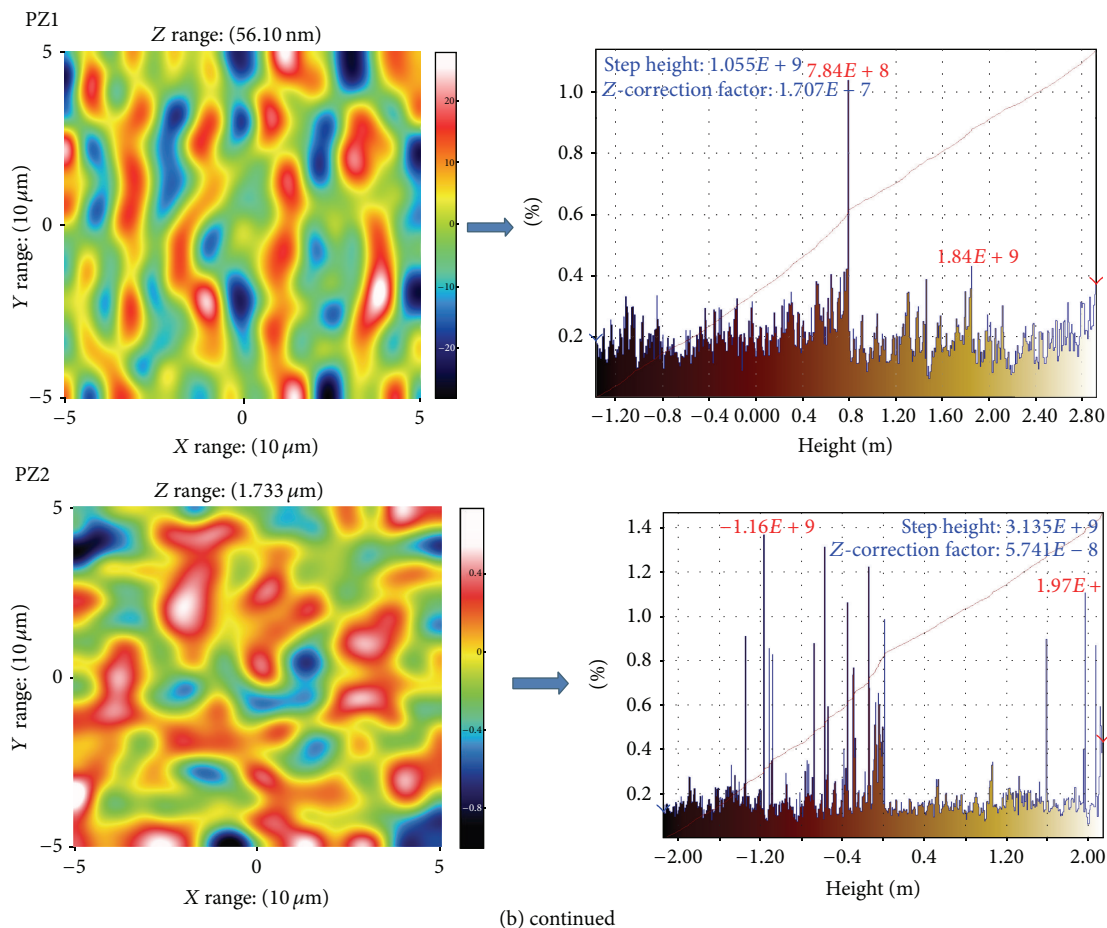 PZ1
Z range: (56.10 nm)
5
0
−5
Y range: (10 μm)
−5
0
5
X range: (10 μm)
20
10
0
−10
−20
Step height: 1.055E + 9
7.84E + 8
Z-correction factor: 1.707E − 7
1.84E + 9
1.0
0.8
0.6
0.4
0.2
(%)
−1.20
−0.8
−0.4
0.000
0.4
0.8
1.20
1.60
2.00
2.40
2.80
Height (m)
PZ2
Z range: (1.733 μm)
5
0
−5
Y range: (10 μm)
−5
0
5
X range: (10 μm)
0.4
0
−0.4
−0.8
−1.16E + 9
Step height: 3.135E + 9
Z-correction factor: 5.741E − 8
1.97E +
1.4
1.2
1.0
0.8
0.6
0.4
0.2
(%)
−2.00
−1.20
−0.4
0.4
1.20
2.00
Height (m)
(b) continued